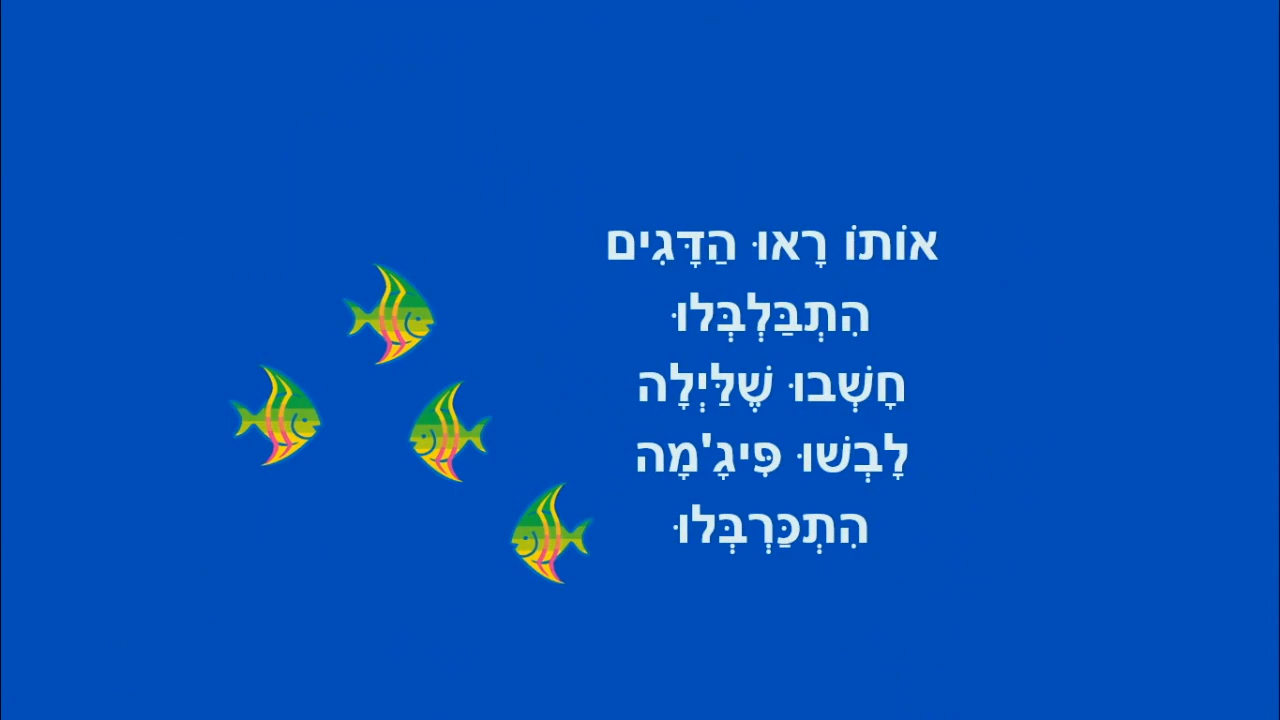 אוֹתוֹ רָאוּ הַדָּגִים
הִתְבַּלְבְּלוּ
חָשְׁבוּ שֶׁלַּיְלָה
לָבְשׁוּ פִּיגָ'מָה
הִתְכַּרְבְּלוּ